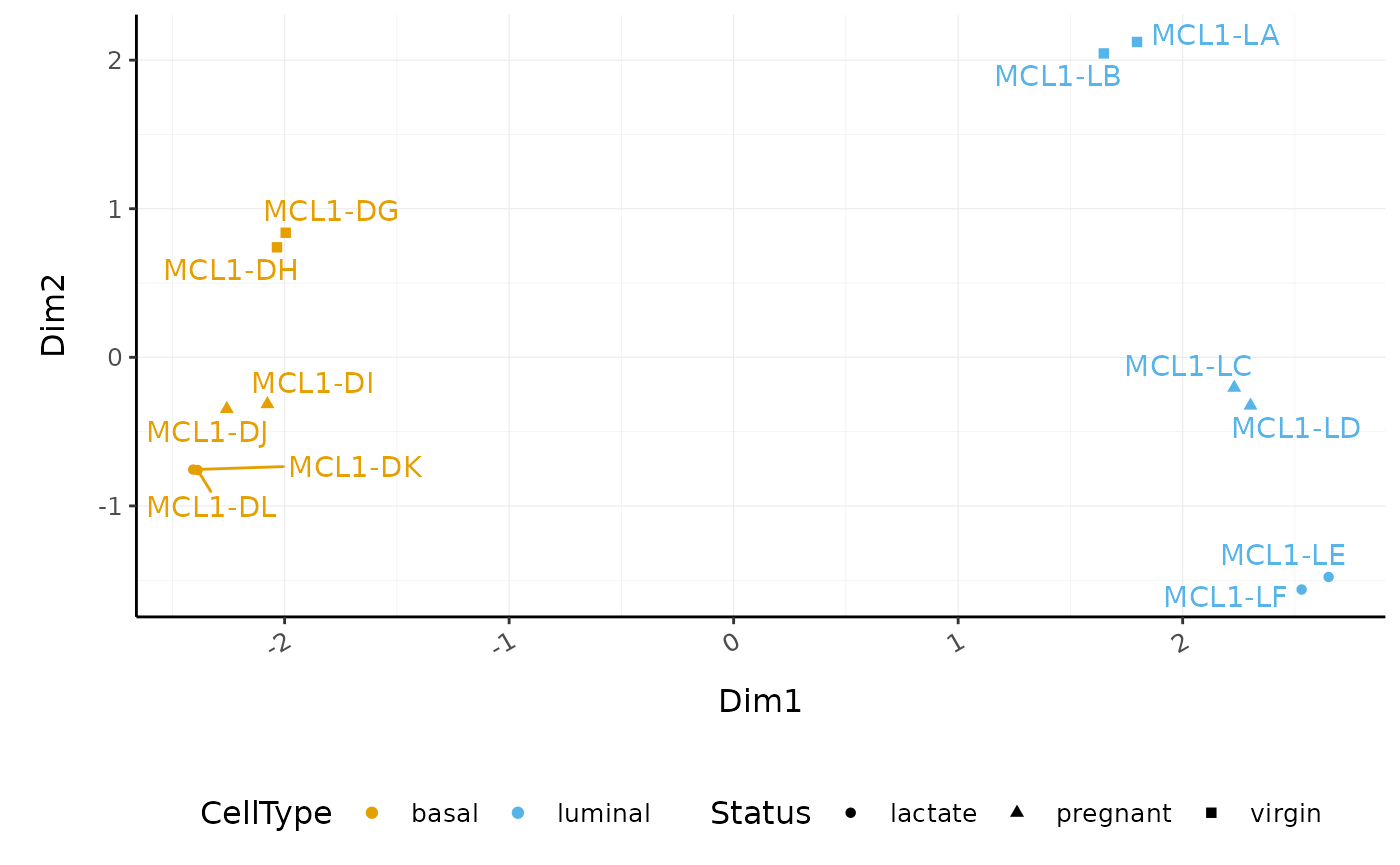 MCL1-LA
2
MCL1-LB
MCL1-DG
1
MCL1-DH
Dim2
0
MCL1-LC
MCL1-DI
MCL1-DJ
MCL1-LD
MCL1-DK
-1
MCL1-DL
MCL1-LE
MCL1-LF
-2 -1 0 1 2
Dim1
CellType basal luminal Status lactate pregnant virgin